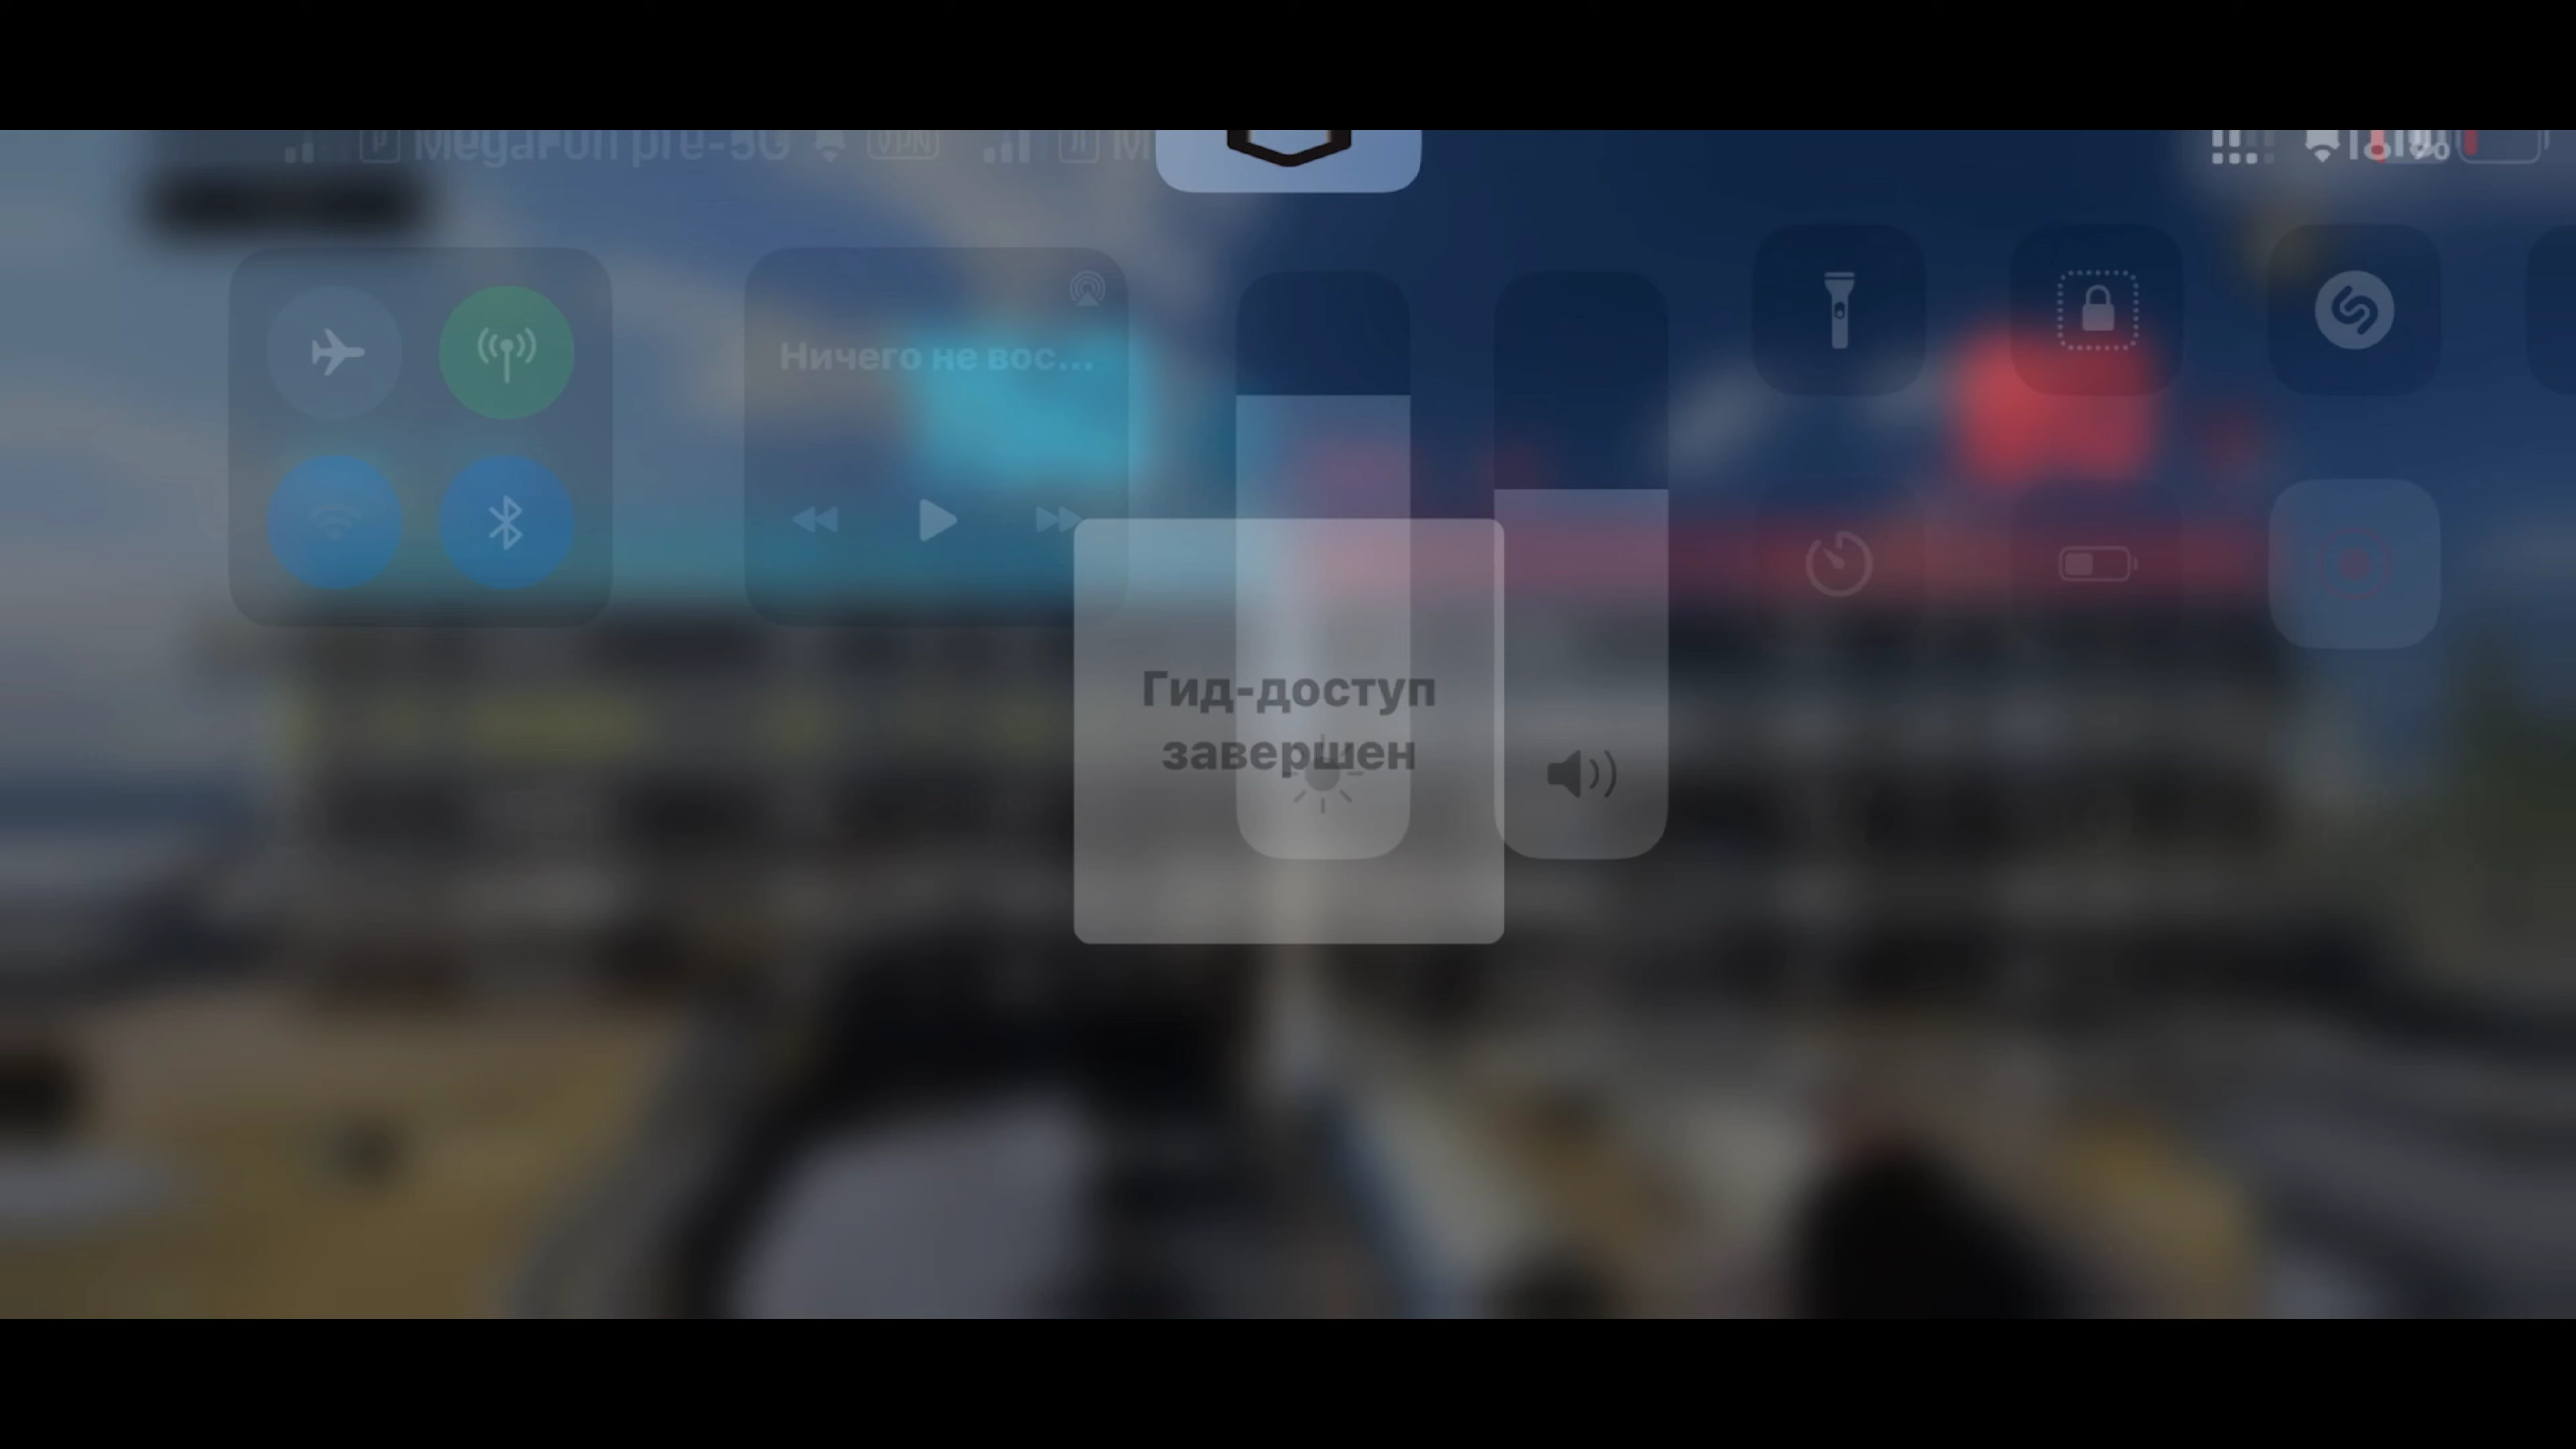 MegaFon pre-5G VPN
Ничего не вос...
Гид-доступ
завершен